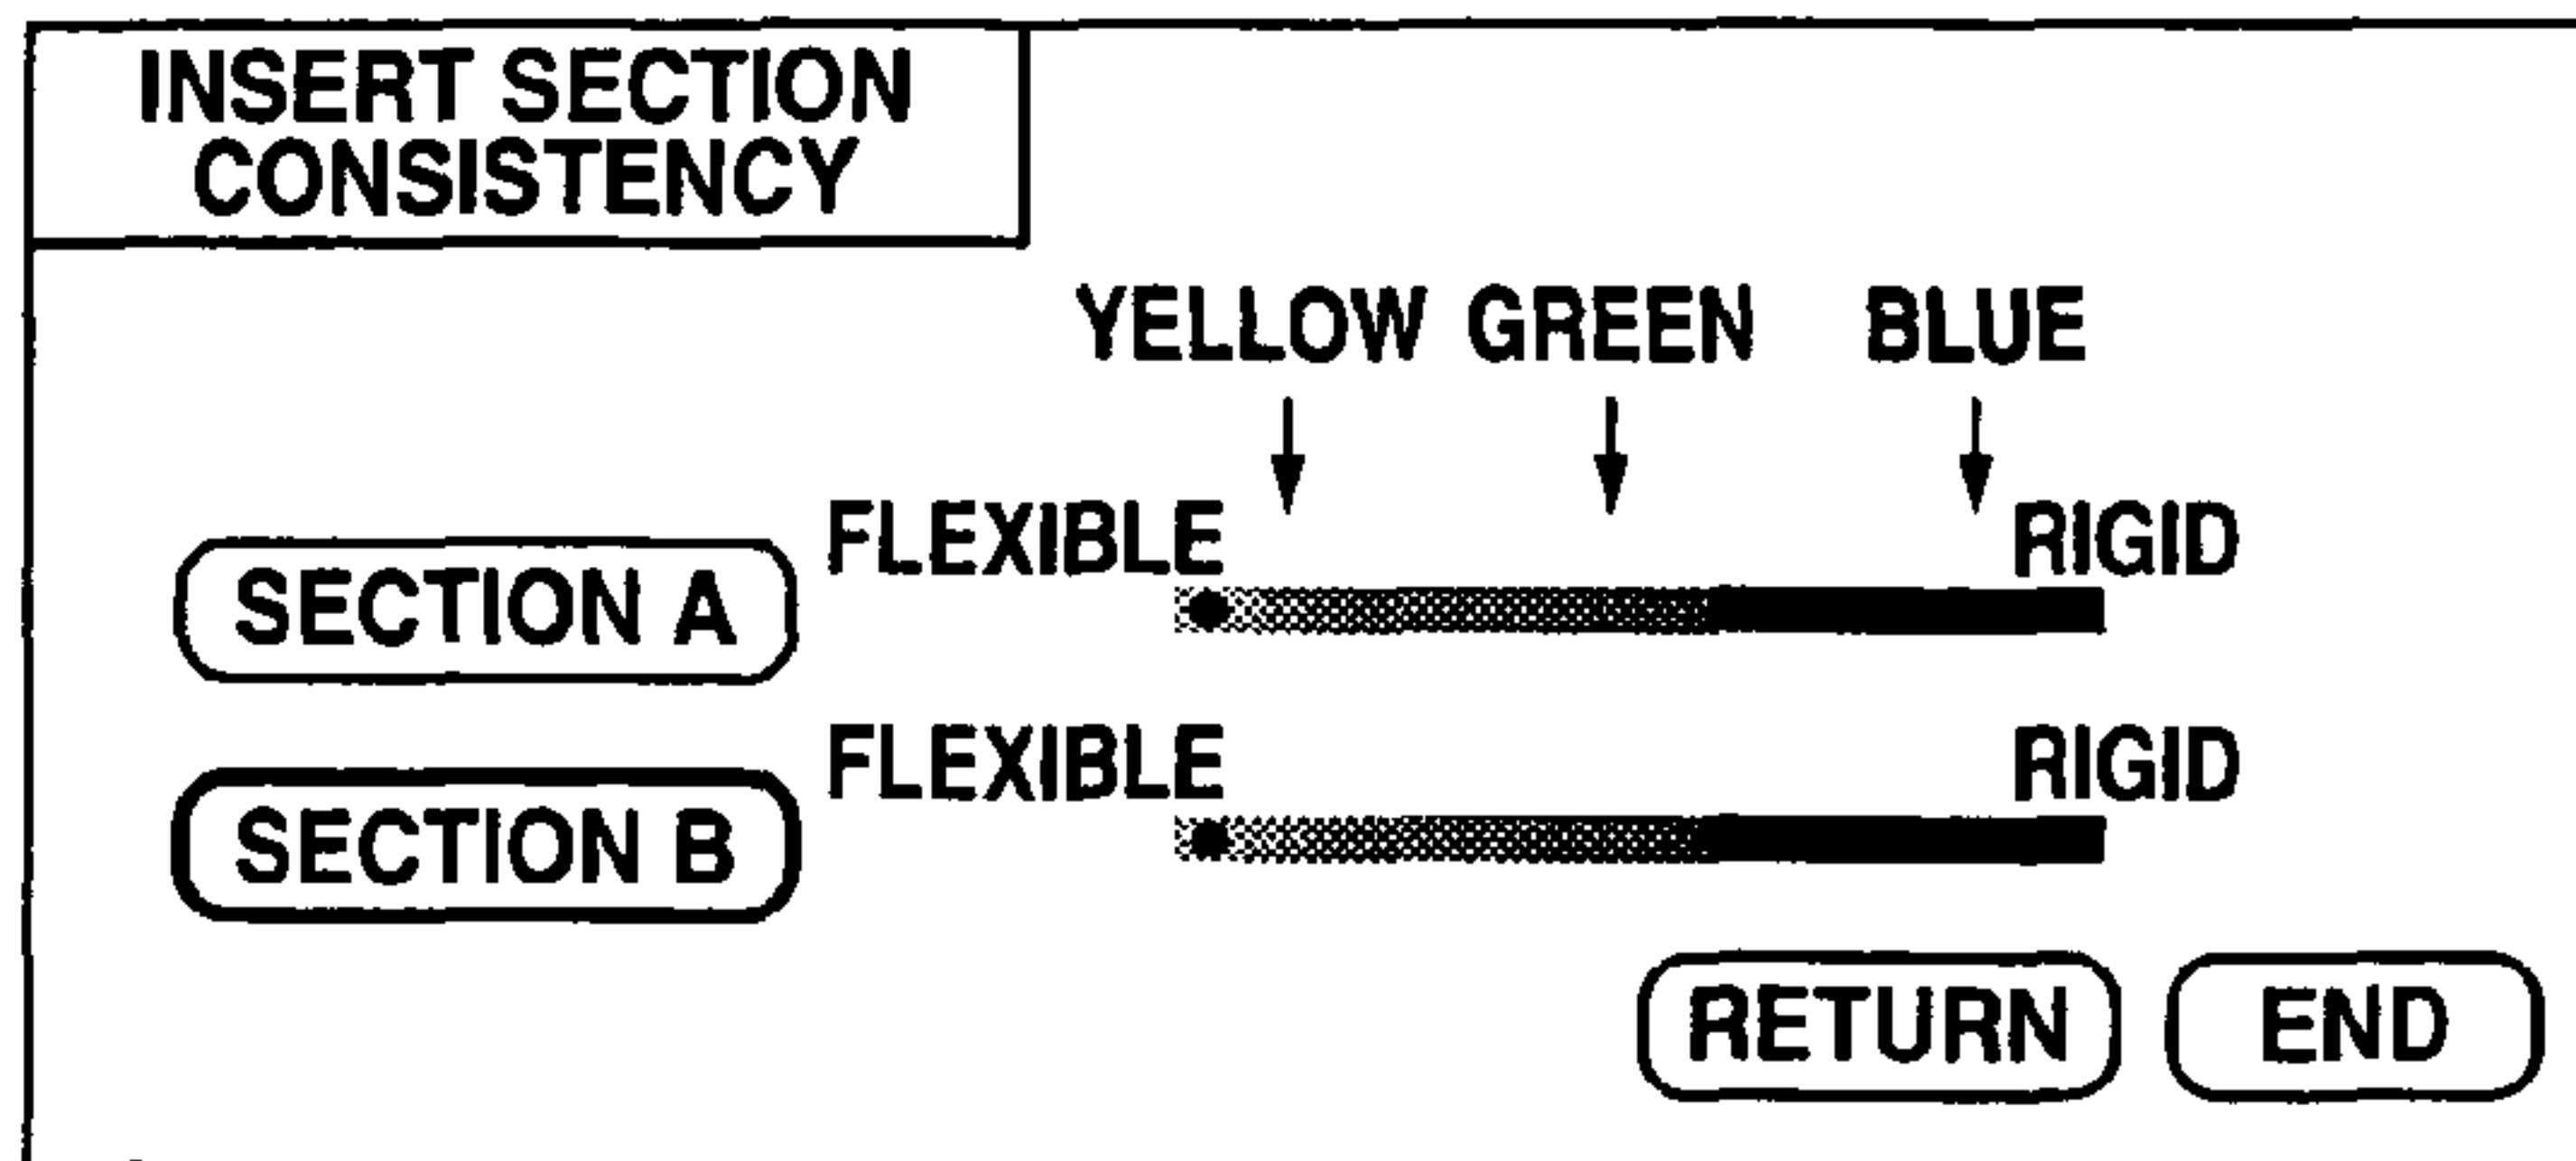 INSERT SECTION
CONSISTENCY
YELLOW GREEN BLUE
FLEXIBLE RIGID
SECTION A
FLEXIBLE RIGID
SECTION B
RETURN END